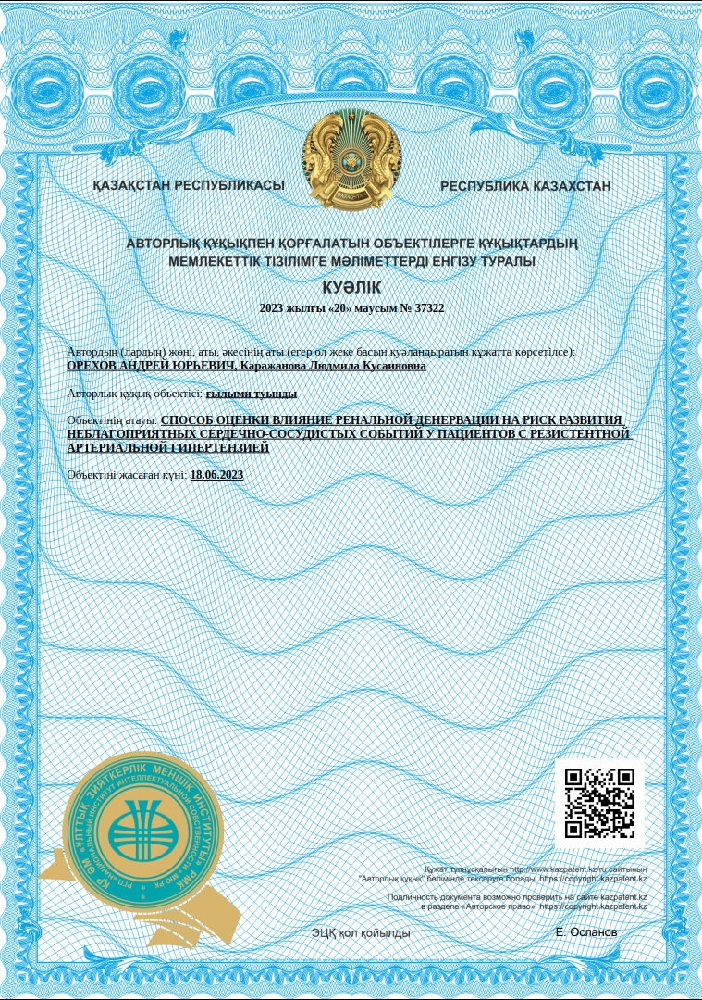 ҚАЗАҚСТАН РЕСПУБЛИКАСЫ
РЕСПУБЛИКА КАЗАХСТАН
АВТОРЛЫҚ ҚҰҚЫҚПЕН ҚОРҒАЛАТЫН ОБЪЕКТІЛЕРГЕ ҚҰҚЫҚТАРДЫҢ
МЕМЛЕКЕТТІК ТІЗІЛІМГЕ МӘЛІМЕТТЕРДІ ЕНГІЗУ ТУРАЛЫ
КУӘЛІК
2023 жылғы «20» маусым № 37322
Автордың (лардың) жөні, аты, әкесінің аты (егер ол жеке басын куәландыратын құжатта көрсетілсе):
ОРЕХОВ АНДРЕЙ ЮРЬЕВИЧ, Каражанова Людмила Кусаиновна
Авторлық құқық объектісі: ғылыми туынды
Объектінің атауы: СПОСОБ ОЦЕНКИ ВЛИЯНИЕ РЕНАЛЬНОЙ ДЕНЕРВАЦИИ НА РИСК РАЗВИТИЯ
НЕБЛАГОПРИЯТНЫХ СЕРДЕЧНО-СОСУДИСТЫХ СОБЫТИЙ У ПАЦИЕНТОВ С РЕЗИСТЕНТНОЙ
АРТЕРИАЛЬНОЙ ГИПЕРТЕНЗИЕЙ
Объектіні жасаған күні: 18.06.2023
ҚР ӘМ «ҰЛТТЫҚ ЗИЯТКЕРЛІК МЕНШІК ИНСТИТУТЫ» РМК
РГП «НАЦИОНАЛЬНЫЙ ИНСТИТУТ ИНТЕЛЛЕКТУАЛЬНОЙ СОБСТВЕННОСТИ» МЮ РК
Құжат түпнұсқалығын http://www.kazpatent.kz/ru сайтының
"Авторлық құқық" бөлімінде тексеруге болады https://copyright.kazpatent.kz
Подлинность документа возможно проверить на сайте kazpatent.kz
в разделе «Авторское право» https://copyright.kazpatent.kz
ЭЦҚ қол қойылды
Е. Оспанов